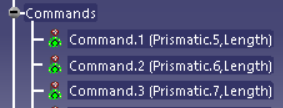 Commands
Command.1 (Prismatic.5,Length)
Command.2 (Prismatic.6,Length)
Command.3 (Prismatic.7,Length)